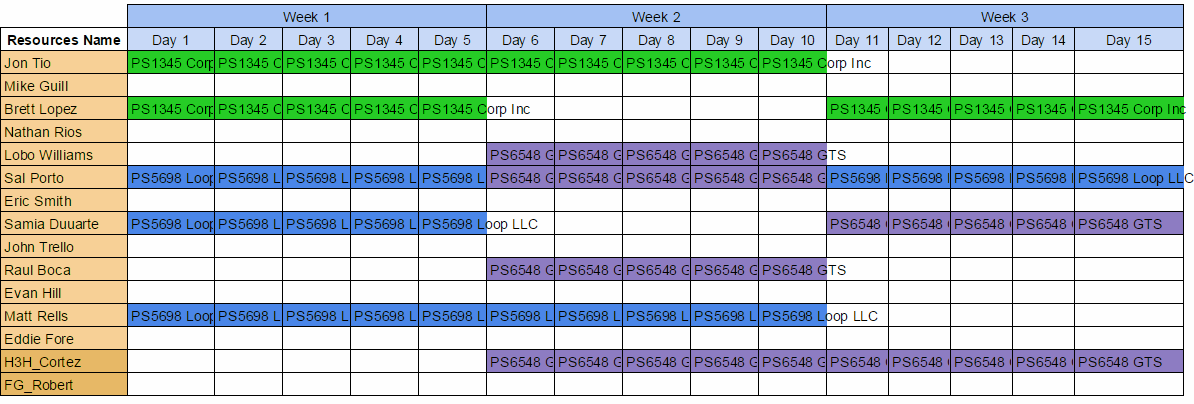 Week 1 Week 2 Week 3
Resources Name Day 1 Day 2 Day 3 Day 4 Day 5 Day 6 Day 7 Day 8 Day 9 Day 10 Day 11 Day 12 Day 13 Day 14 Day 15
Jon Tio PS1345 Corp PS1345 C PS1345 C PS1345 C PS1345 C PS1345 C PS1345 C PS1345 C PS1345 C PS1345 Corp Inc
Mike Guill
Brett Lopez PS1345 Corp PS1345 C PS1345 C PS1345 C PS1345 Corp Inc PS1345 C PS1345 C PS1345 C PS1345 C PS1345 Corp Inc
Nathan Rios
Lobo Williams PS6548 G PS6548 G PS6548 G PS6548 G PS6548 GTS
Sal Porto PS5698 Loop PS5698 L PS5698 L PS5698 L PS5698 L PS6548 G PS6548 G PS6548 G PS6548 G PS6548 GTS PS5698 L PS5698 L PS5698 L PS5698 L PS5698 Loop LLC
Eric Smith
Samia Duuarte PS5698 Loop PS5698 L PS5698 L PS5698 L PS5698 Loop LLC PS6548 G PS6548 G PS6548 G PS6548 G PS6548 GTS
John Trello
Raul Boca PS6548 G PS6548 G PS6548 G PS6548 G PS6548 GTS
Evan Hill
Matt Rells PS5698 Loop PS5698 L PS5698 L PS5698 L PS5698 L PS5698 L PS5698 L PS5698 L PS5698 L PS5698 Loop LLC
Eddie Fore
H3H_Cortez PS6548 G PS6548 G PS6548 G PS6548 G PS6548 G PS6548 G PS6548 G PS6548 G PS6548 G PS6548 GTS
FG_Robert